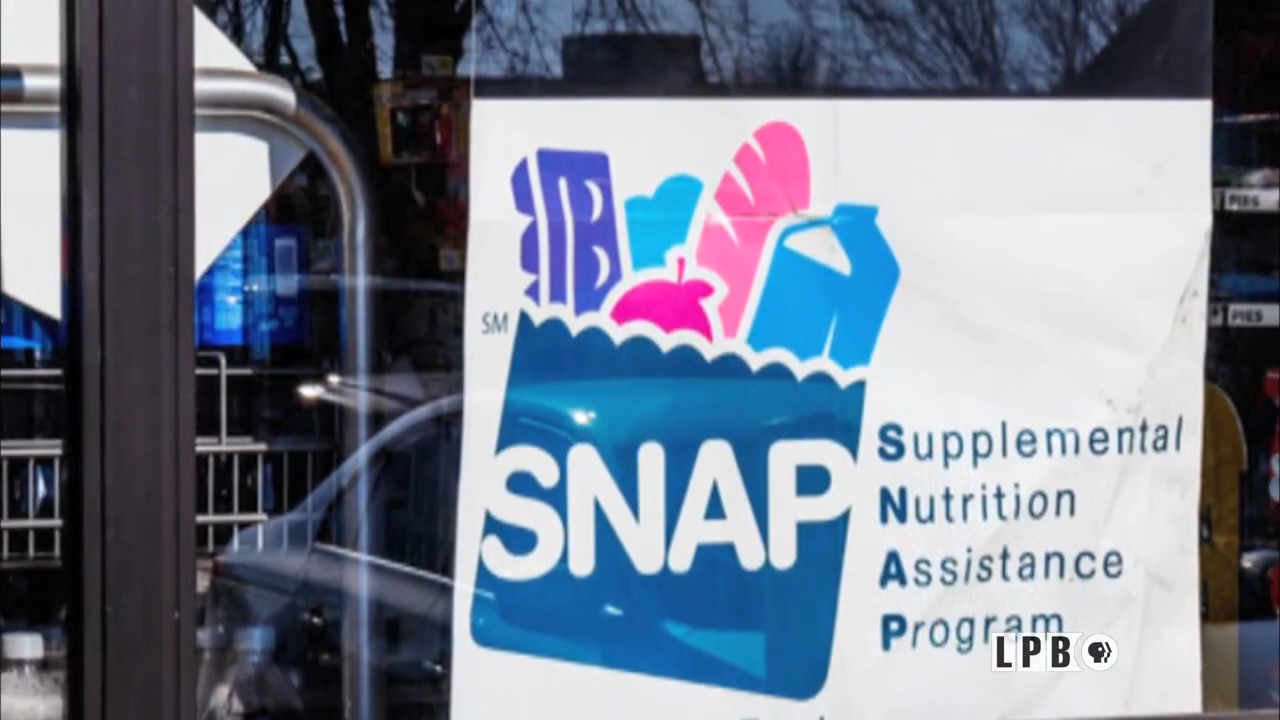 PIES
SM
PIES
SNAP
Supplemental
Nutrition
Assistance
Program
LPB